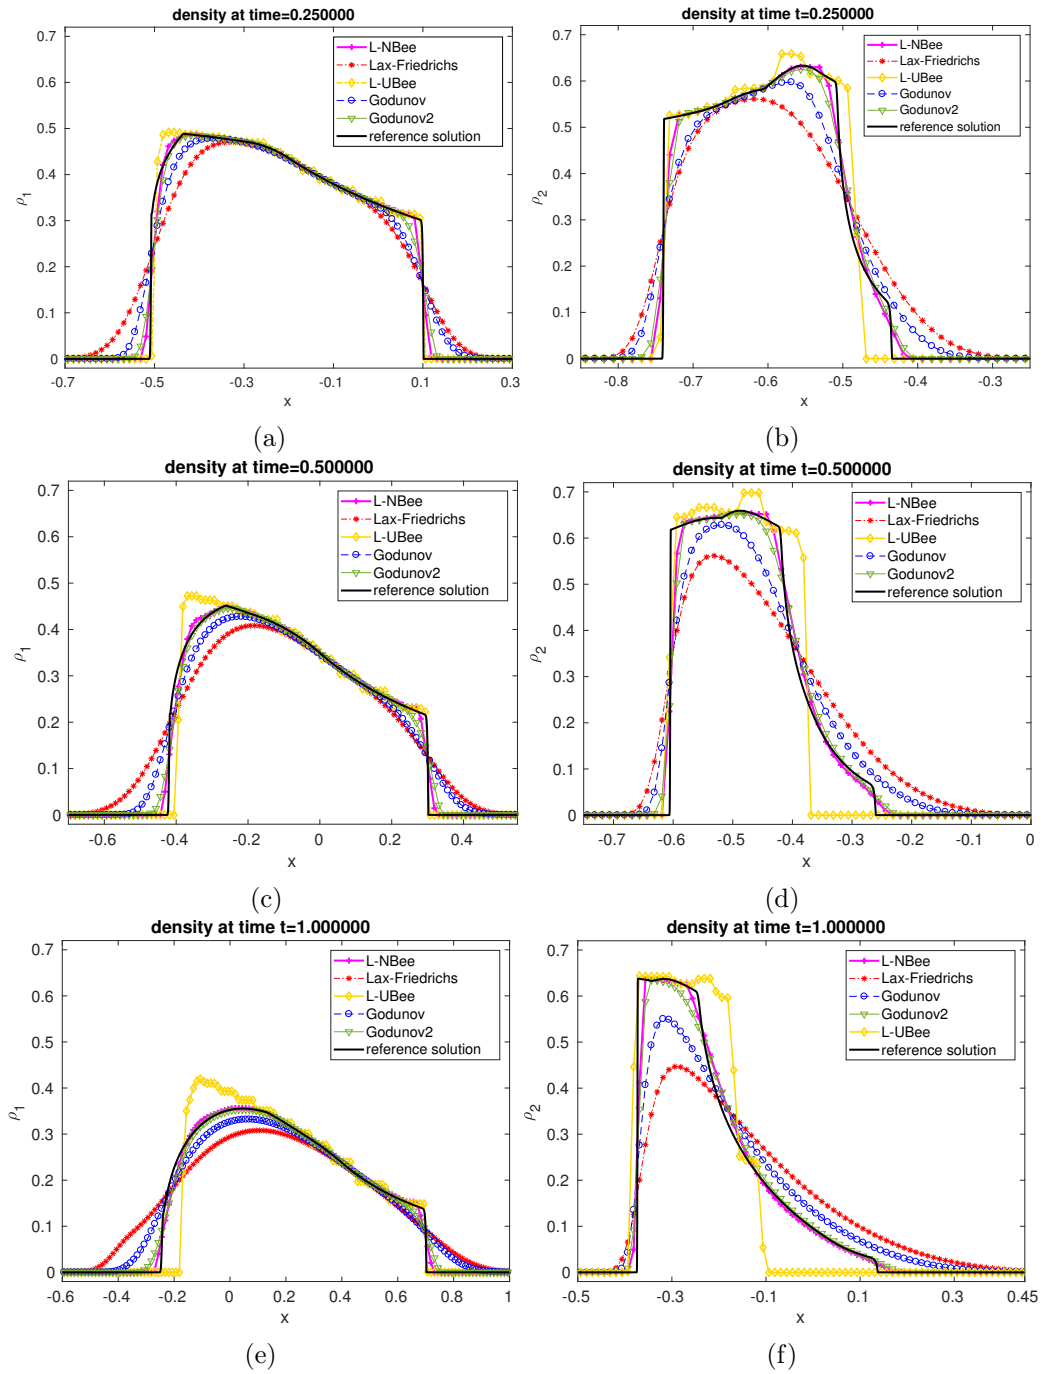 density at time=0.250000
0.7
0.6
0.5
0.4
0.3
0.2
0.1
0
ρ1
L-NBee
Lax-Friedrichs
L-UBee
Godunov
Godunov2
reference solution
-0.7
-0.5
-0.3
-0.1
0.1
0.3
x
(a)
density at time t=0.250000
0.7
0.6
0.5
0.4
0.3
0.2
0.1
0
ρ2
L-NBee
Lax-Friedrichs
L-UBee
Godunov
Godunov2
reference solution
-0.8
-0.7
-0.6
-0.5
-0.4
-0.3
x
(b)
density at time=0.500000
0.7
0.6
0.5
0.4
0.3
0.2
0.1
0
ρ1
L-NBee
Lax-Friedrichs
L-UBee
Godunov
Godunov2
reference solution
-0.6
-0.4
-0.2
0
0.2
0.4
x
(c)
density at time t=0.500000
0.7
0.6
0.5
0.4
0.3
0.2
0.1
0
ρ2
L-NBee
Lax-Friedrichs
L-UBee
Godunov
Godunov2
reference solution
-0.7
-0.6
-0.5
-0.4
-0.3
-0.2
-0.1
0
x
(d)
density at time t=1.000000
0.7
0.6
0.5
0.4
0.3
0.2
0.1
0
ρ1
L-NBee
Lax-Friedrichs
L-UBee
Godunov
Godunov2
reference solution
-0.6
-0.4
-0.2
0
0.2
0.4
0.6
0.8
1
x
(e)
density at time t=1.000000
0.7
0.6
0.5
0.4
0.3
0.2
0.1
0
ρ2
L-NBee
Lax-Friedrichs
Godunov
Godunov2
L-UBee
reference solution
-0.5
-0.3
-0.1
0.1
0.3
0.45
x
(f)